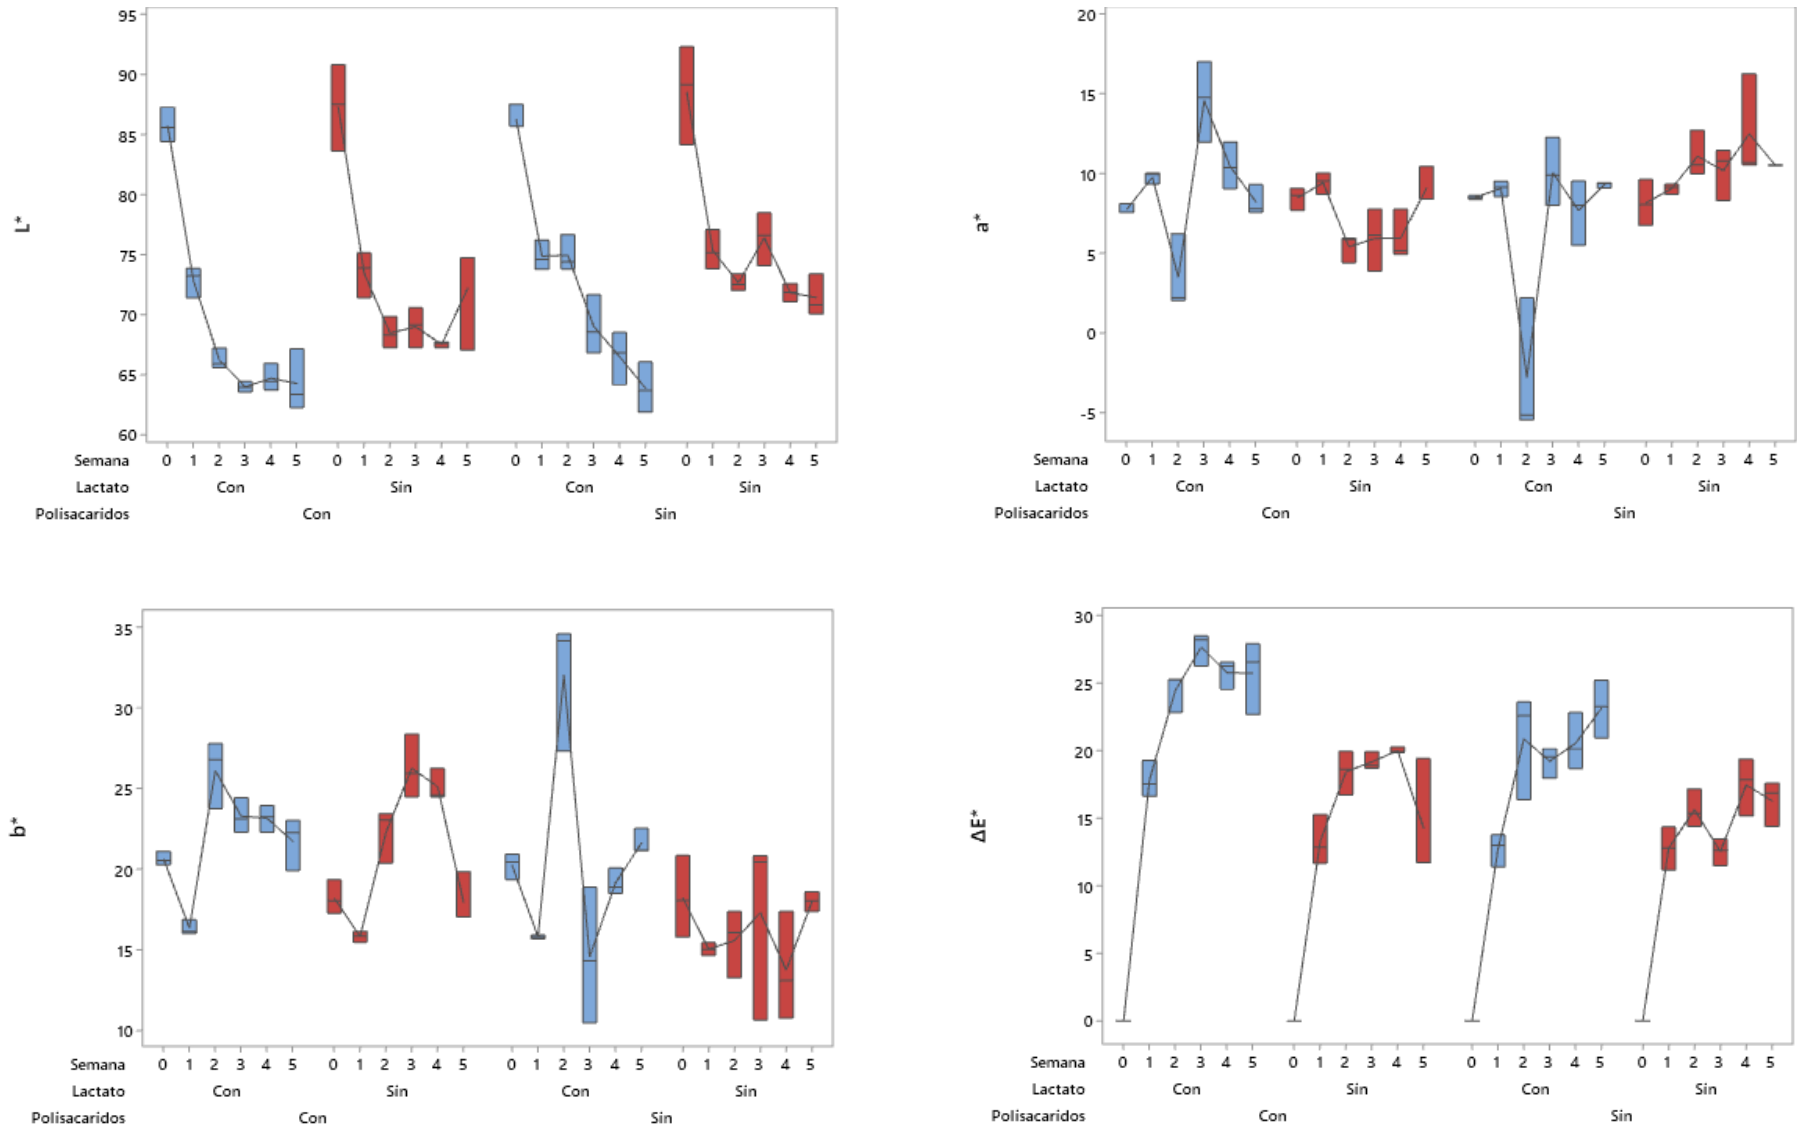 95
90
85
80
75
70
65
60
L*
Semana 0 1 2 3 4 5 0 1 2 3 4 5 0 1 2 3 4 5 0 1 2 3 4 5
Lactato Con Sin Con Sin
Polisacaridos Con Sin
20
15
10
5
0
-5
a*
Semana 0 1 2 3 4 5 0 1 2 3 4 5 0 1 2 3 4 5 0 1 2 3 4 5
Lactato Con Sin Con Sin
Polisacaridos Con Sin
35
30
25
20
15
10
b*
Semana 0 1 2 3 4 5 0 1 2 3 4 5 0 1 2 3 4 5 0 1 2 3 4 5
Lactato Con Sin Con Sin
Polisacaridos Con Sin
30
25
20
15
10
5
0
ΔE*
Semana 0 1 2 3 4 5 0 1 2 3 4 5 0 1 2 3 4 5 0 1 2 3 4 5
Lactato Con Sin Con Sin
Polisacaridos Con Sin